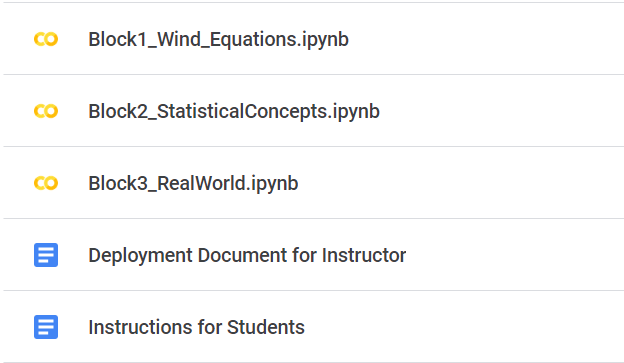 Block1_Wind_Equations.ipynb
Block2_StatisticalConcepts.ipynb
Block3_RealWorld.ipynb
Deployment Document for Instructor
Instructions for Students